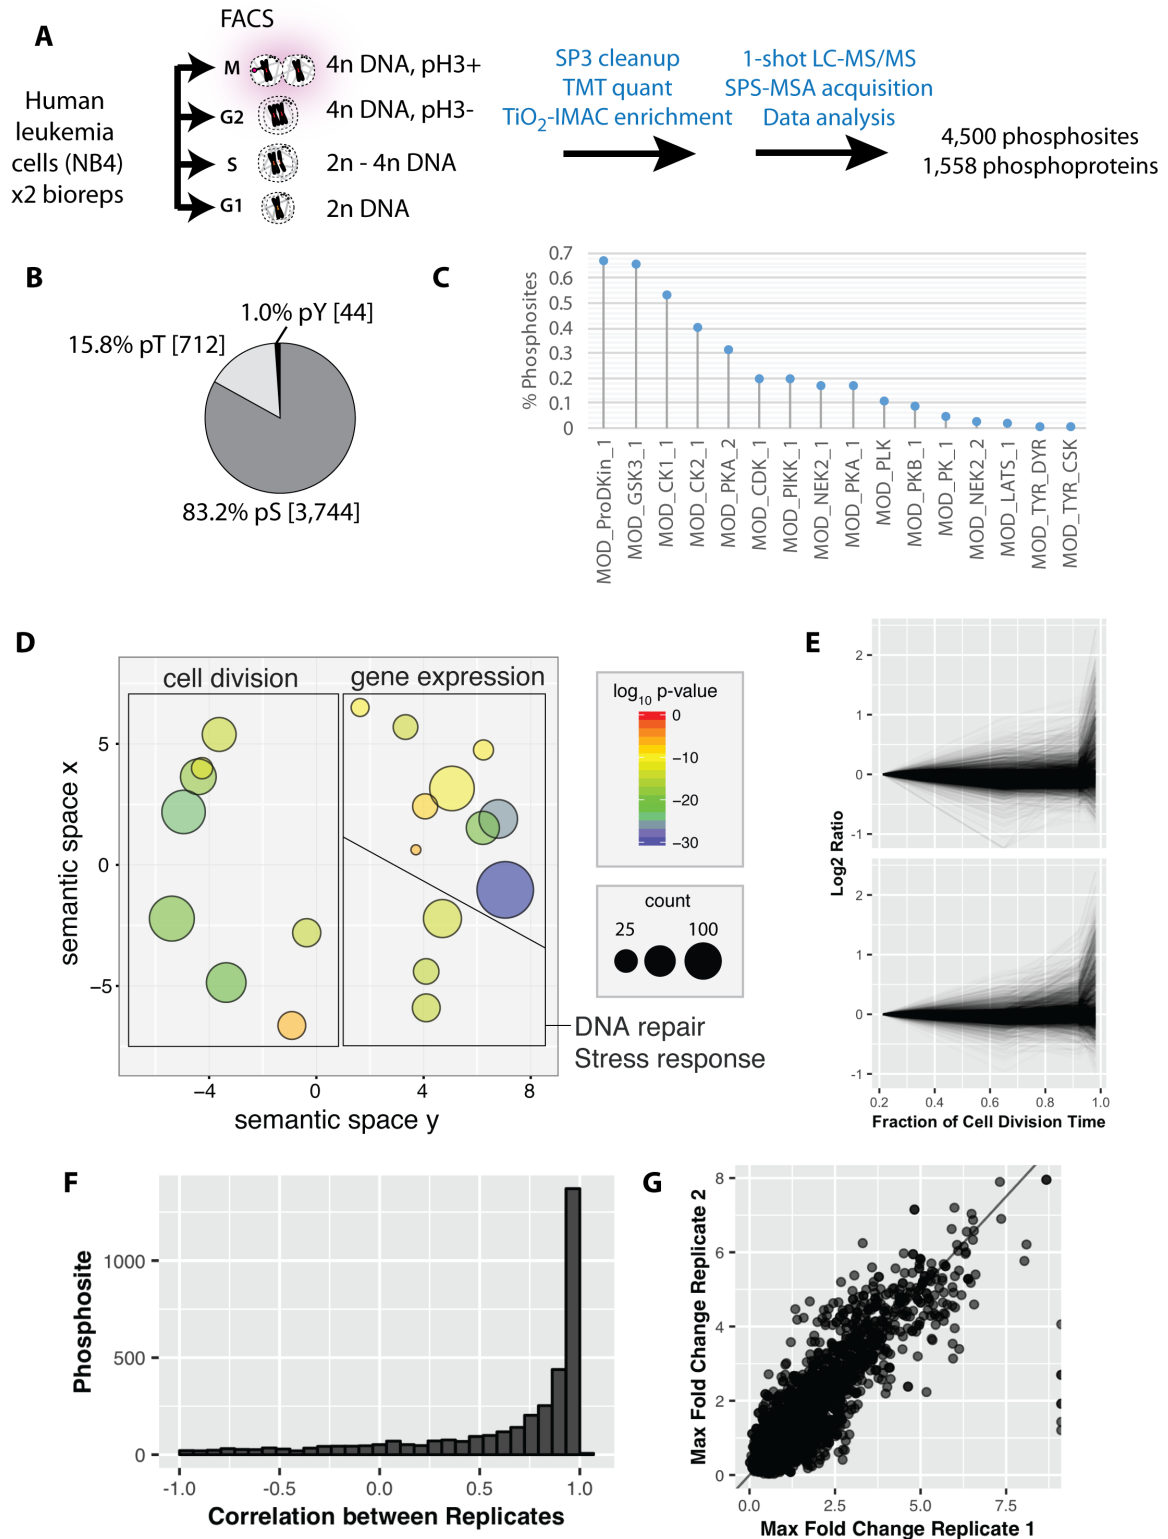 FACS
A
Human
leukemia
cells (NB4)
x2 bioreps
M
4n DNA, pH3+
G2
4n DNA, pH3-
S
2n - 4n DNA
G1
2n DNA
SP3 cleanup
TMT quant
TiO2-IMAC enrichment
1-shot LC-MS/MS
SPS-MSA acquisition
Data analysis
4,500 phosphosites
1,558 phosphoproteins
B
1.0% pY [44]
15.8% pT [712]
83.2% pS [3,744]
C
% Phosphosites
0.7
0.6
0.5
0.4
0.3
0.2
0.1
0
MOD_ProDKin_1
MOD_GSK3_1
MOD_CK1_1
MOD_CK2_1
MOD_PKA_2
MOD_CDK_1
MOD_PIKK_1
MOD_NEK2_1
MOD_PKA_1
MOD_PLK
MOD_PKB_1
MOD_PK_1
MOD_NEK2_2
MOD_LATS_1
MOD_TYR_DYR
MOD_TYR_CSK
D
cell division
gene expression
semantic space x
5
0
−5
−4
0
4
8
semantic space y
log10 p-value
0
−10
−20
−30
count
25
100
DNA repair
Stress response
E
Log2 Ratio
2
1
0
-1
2
1
0
-1
0.2
0.4
0.6
0.8
1.0
Fraction of Cell Division Time
F
Phosphosite
1000
500
0
-1.0
-0.5
0.0
0.5
1.0
Correlation between Replicates
G
Max Fold Change Replicate 2
8
6
4
2
0
0.0
2.5
5.0
7.5
Max Fold Change Replicate 1